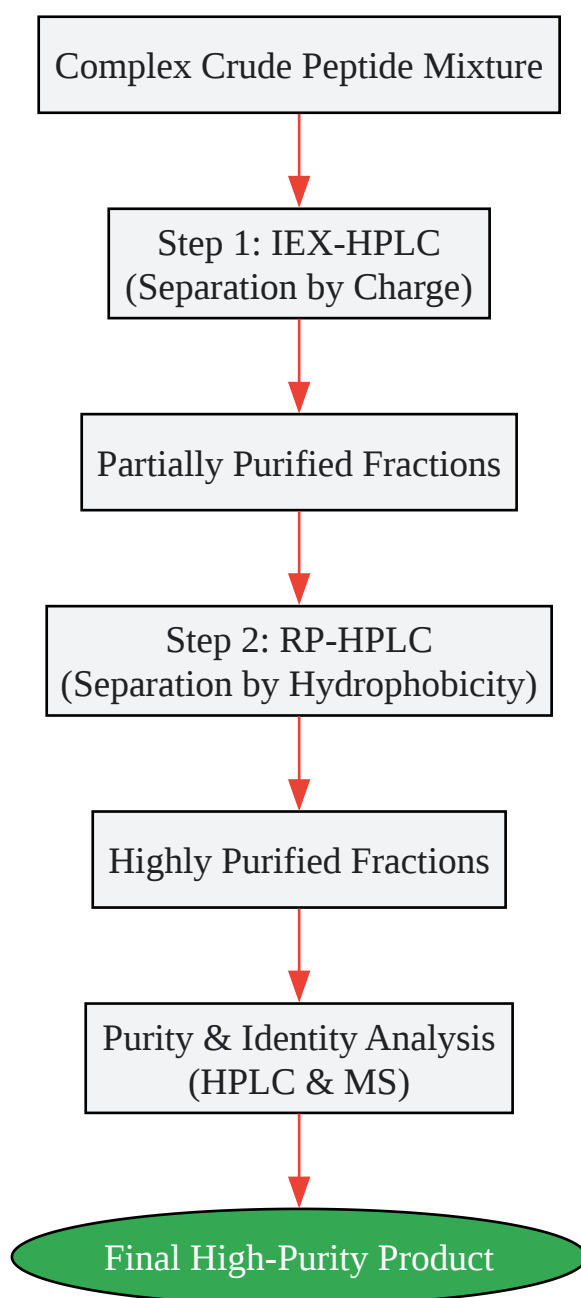 Complex Crude Peptide Mixture
Step 1: IEX-HPLC
(Separation by Charge)
Partially Purified Fractions
Step 2: RP-HPLC
(Separation by Hydrophobicity)
Highly Purified Fractions
Purity & Identity Analysis
(HPLC & MS)
Final High-Purity Product